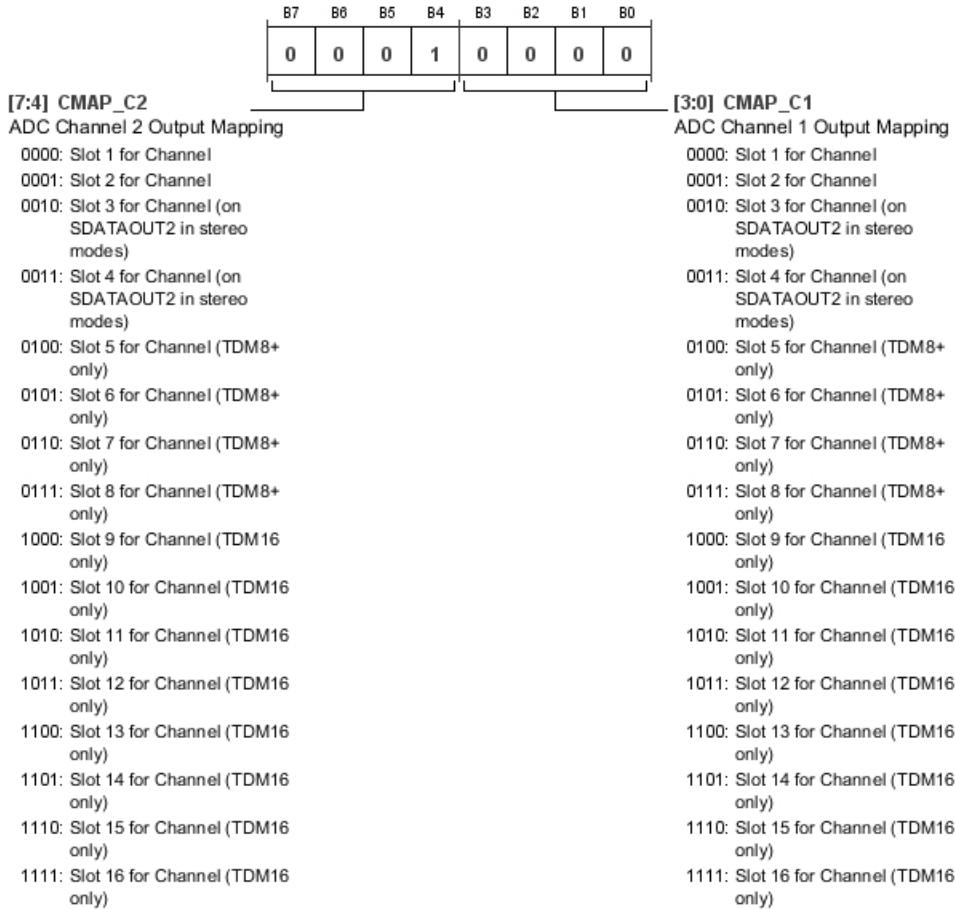 B7 B6 B5 B4 B3 B2 B1 B0
0 0 0 1 0 0 0 0
[7:4] CMAP_C2
ADC Channel 2 Output Mapping
0000: Slot 1 for Channel
0001: Slot 2 for Channel
0010: Slot 3 for Channel (on
SDATAOUT2 in stereo
modes)
0011: Slot 4 for Channel (on
SDATAOUT2 in stereo
modes)
0100: Slot 5 for Channel (TDM8+
only)
0101: Slot 6 for Channel (TDM8+
only)
0110: Slot 7 for Channel (TDM8+
only)
0111: Slot 8 for Channel (TDM8+
only)
1000: Slot 9 for Channel (TDM16
only)
1001: Slot 10 for Channel (TDM16
only)
1010: Slot 11 for Channel (TDM16
only)
1011: Slot 12 for Channel (TDM16
only)
1100: Slot 13 for Channel (TDM16
only)
1101: Slot 14 for Channel (TDM16
only)
1110: Slot 15 for Channel (TDM16
only)
1111: Slot 16 for Channel (TDM16
only)
[3:0] CMAP_C1
ADC Channel 1 Output Mapping
0000: Slot 1 for Channel
0001: Slot 2 for Channel
0010: Slot 3 for Channel (on
SDATAOUT2 in stereo
modes)
0011: Slot 4 for Channel (on
SDATAOUT2 in stereo
modes)
0100: Slot 5 for Channel (TDM8+
only)
0101: Slot 6 for Channel (TDM8+
only)
0110: Slot 7 for Channel (TDM8+
only)
0111: Slot 8 for Channel (TDM8+
only)
1000: Slot 9 for Channel (TDM16
only)
1001: Slot 10 for Channel (TDM16
only)
1010: Slot 11 for Channel (TDM16
only)
1011: Slot 12 for Channel (TDM16
only)
1100: Slot 13 for Channel (TDM16
only)
1101: Slot 14 for Channel (TDM16
only)
1110: Slot 15 for Channel (TDM16
only)
1111: Slot 16 for Channel (TDM16
only)